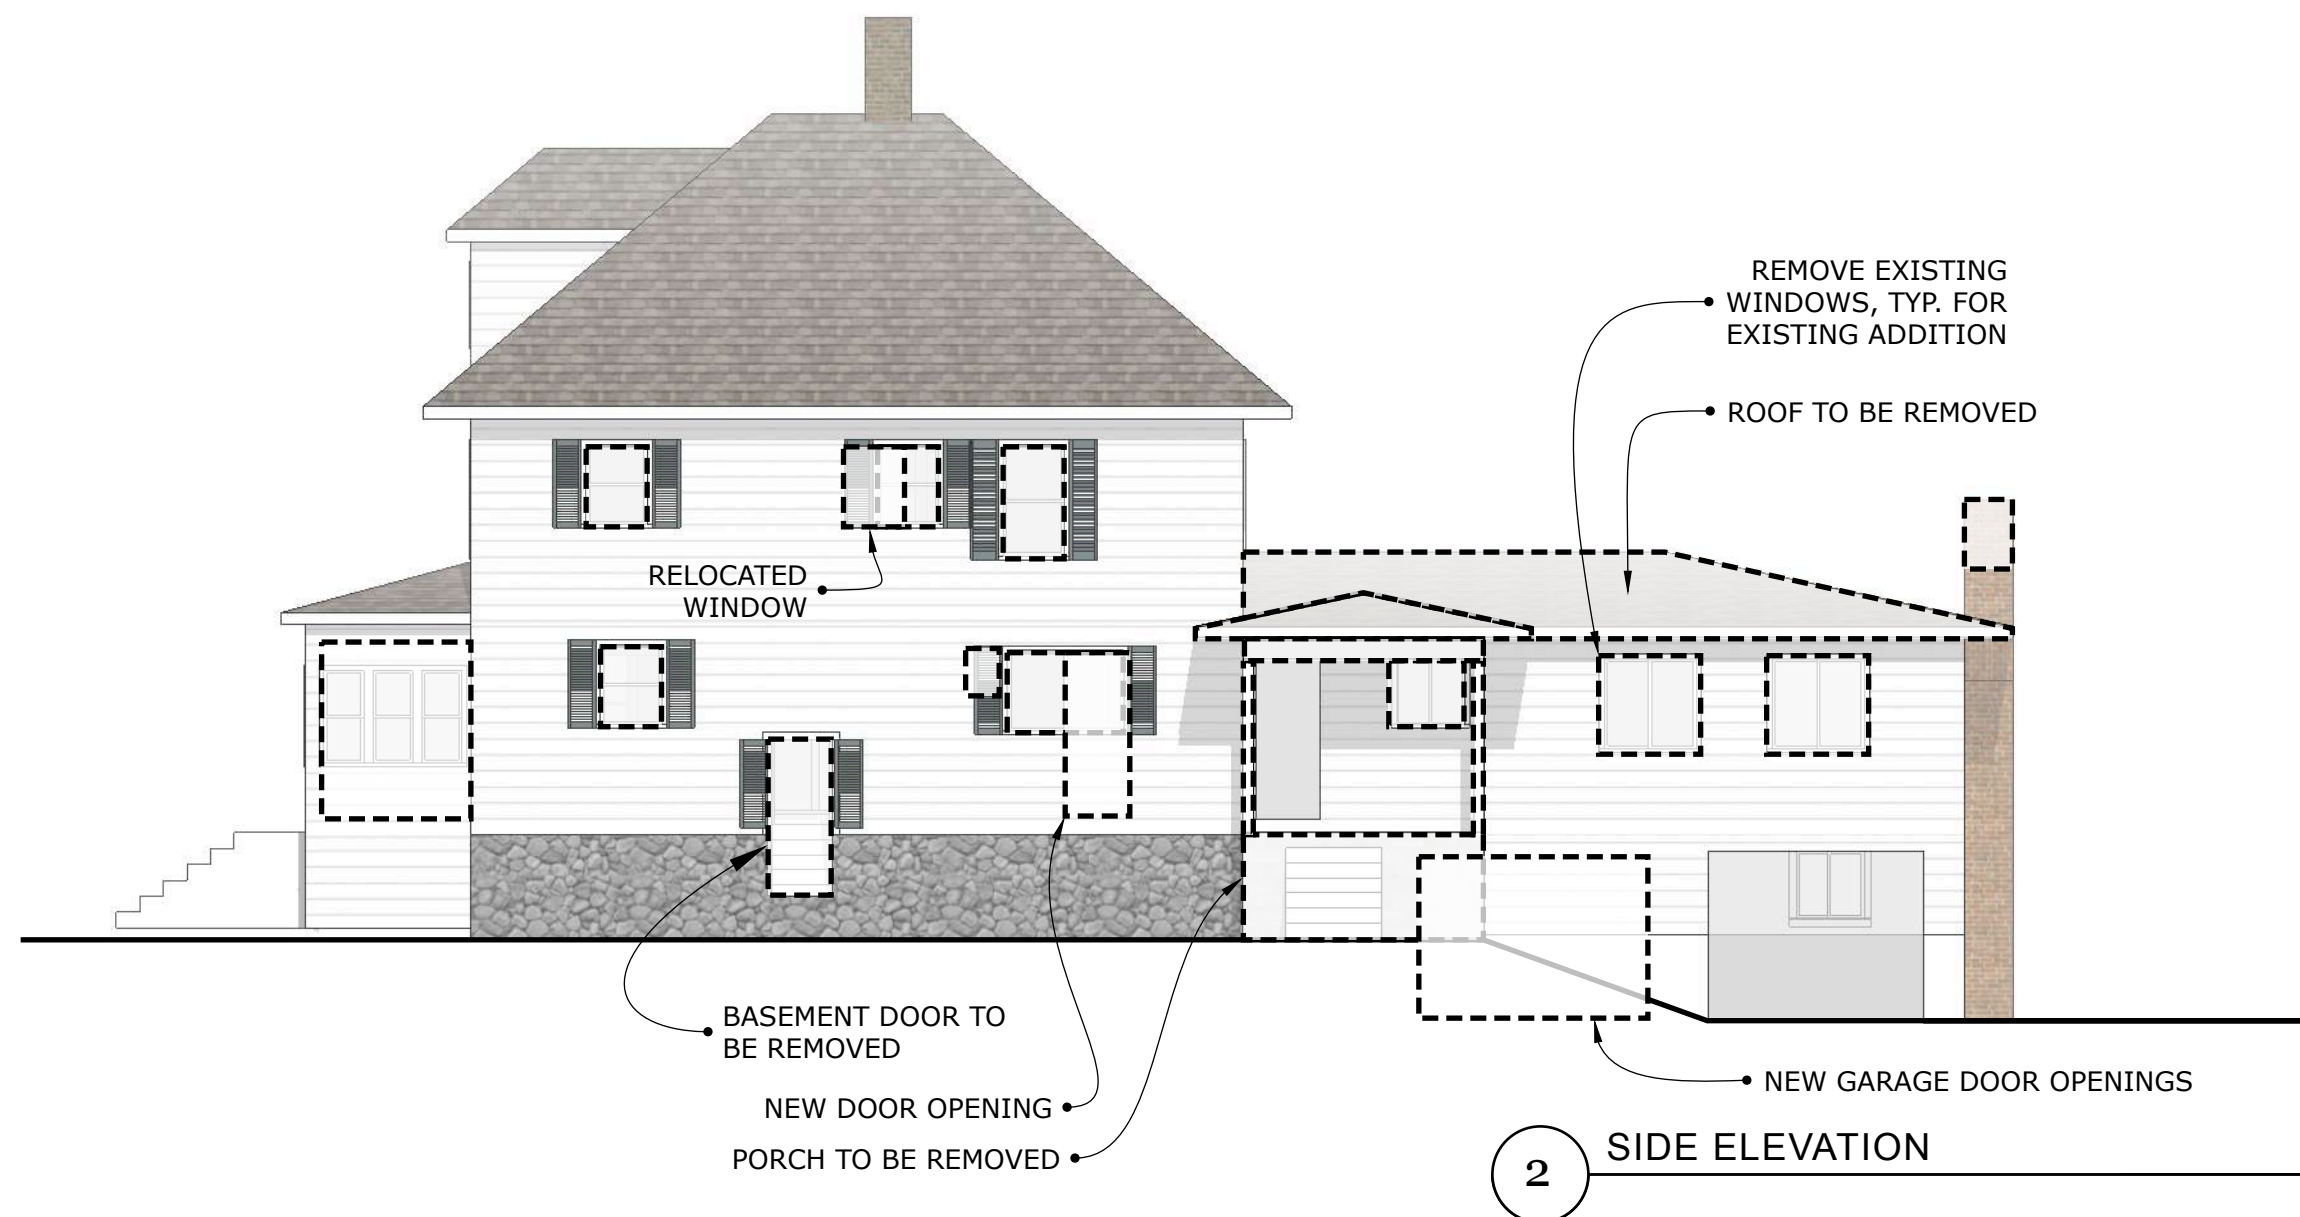 REMOVE EXISTING
WINDOWS, TYP. FOR
EXISTING ADDITION
ROOF TO BE REMOVED
RELOCATED
WINDOW
BASEMENT DOOR TO
BE REMOVED
NEW DOOR OPENING
PORCH TO BE REMOVED
NEW GARAGE DOOR OPENINGS
2
SIDE ELEVATION